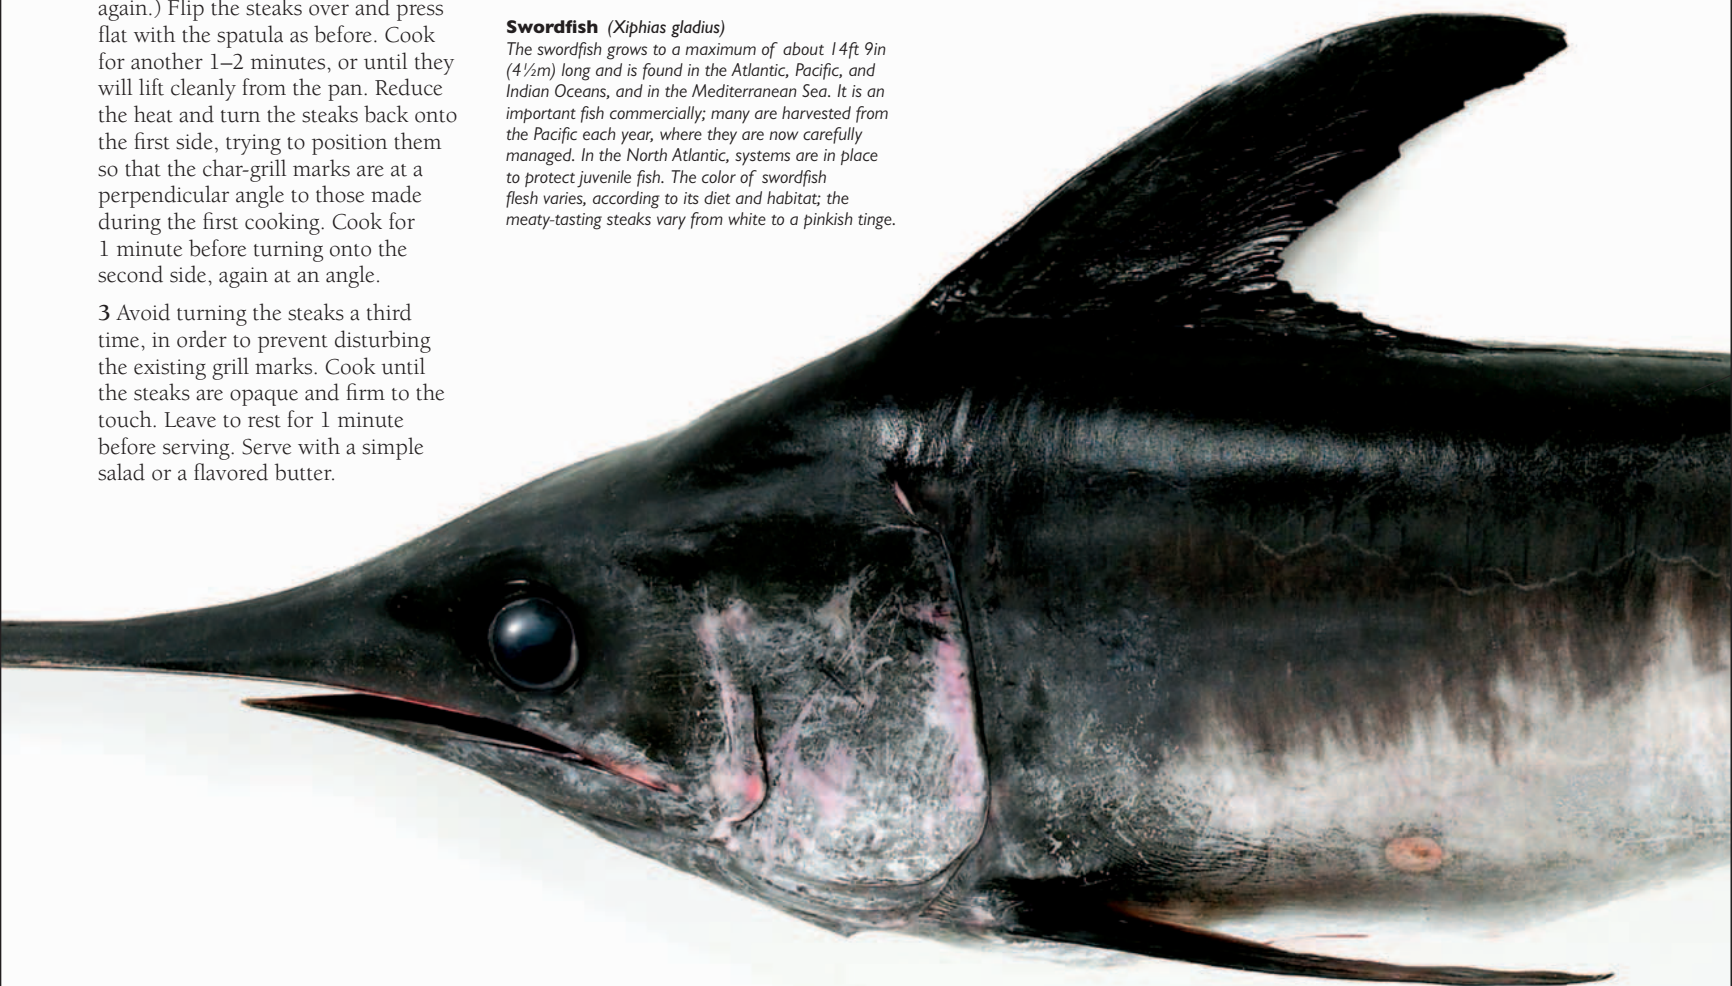 again.) Flip the steaks over and press
flat with the spatula as before. Cook
for another 1–2 minutes, or until they
will lift cleanly from the pan. Reduce
the heat and turn the steaks back onto
the first side, trying to position them
so that the char-grill marks are at a
perpendicular angle to those made
during the first cooking. Cook for
1 minute before turning onto the
second side, again at an angle.
3 Avoid turning the steaks a third
time, in order to prevent disturbing
the existing grill marks. Cook until
the steaks are opaque and firm to the
touch. Leave to rest for 1 minute
before serving. Serve with a simple
salad or a flavored butter.
Swordfish (Xiphias gladius)
The swordfish grows to a maximum of about 14ft 9in
(4½m) long and is found in the Atlantic, Pacific, and
Indian Oceans, and in the Mediterranean Sea. It is an
important fish commercially; many are harvested from
the Pacific each year, where they are now carefully
managed. In the North Atlantic, systems are in place
to protect juvenile fish. The color of swordfish
flesh varies, according to its diet and habitat; the
meaty-tasting steaks vary from white to a pinkish tinge.